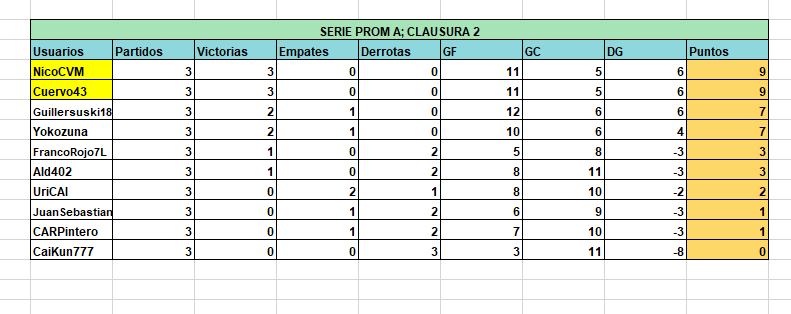 SERIE PROM A; CLAUSURA 2
Usuarios Partidos Victorias Empates Derrotas GF GC DG Puntos
NicoCVM 3 3 0 0 11 5 6 9
Cuervo43 3 3 0 0 11 5 6 9
Guillersuski18 3 2 1 0 12 6 6 7
Yokozuna 3 2 1 0 10 6 4 7
FrancoRojo7L 3 1 0 2 5 8 -3 3
Ald402 3 1 0 2 8 11 -3 3
UriCAI 3 0 2 1 8 10 -2 2
JuanSebastian 3 0 1 2 6 9 -3 1
CARPintero 3 0 1 2 7 10 -3 1
CaiKun777 3 0 0 3 3 11 -8 0